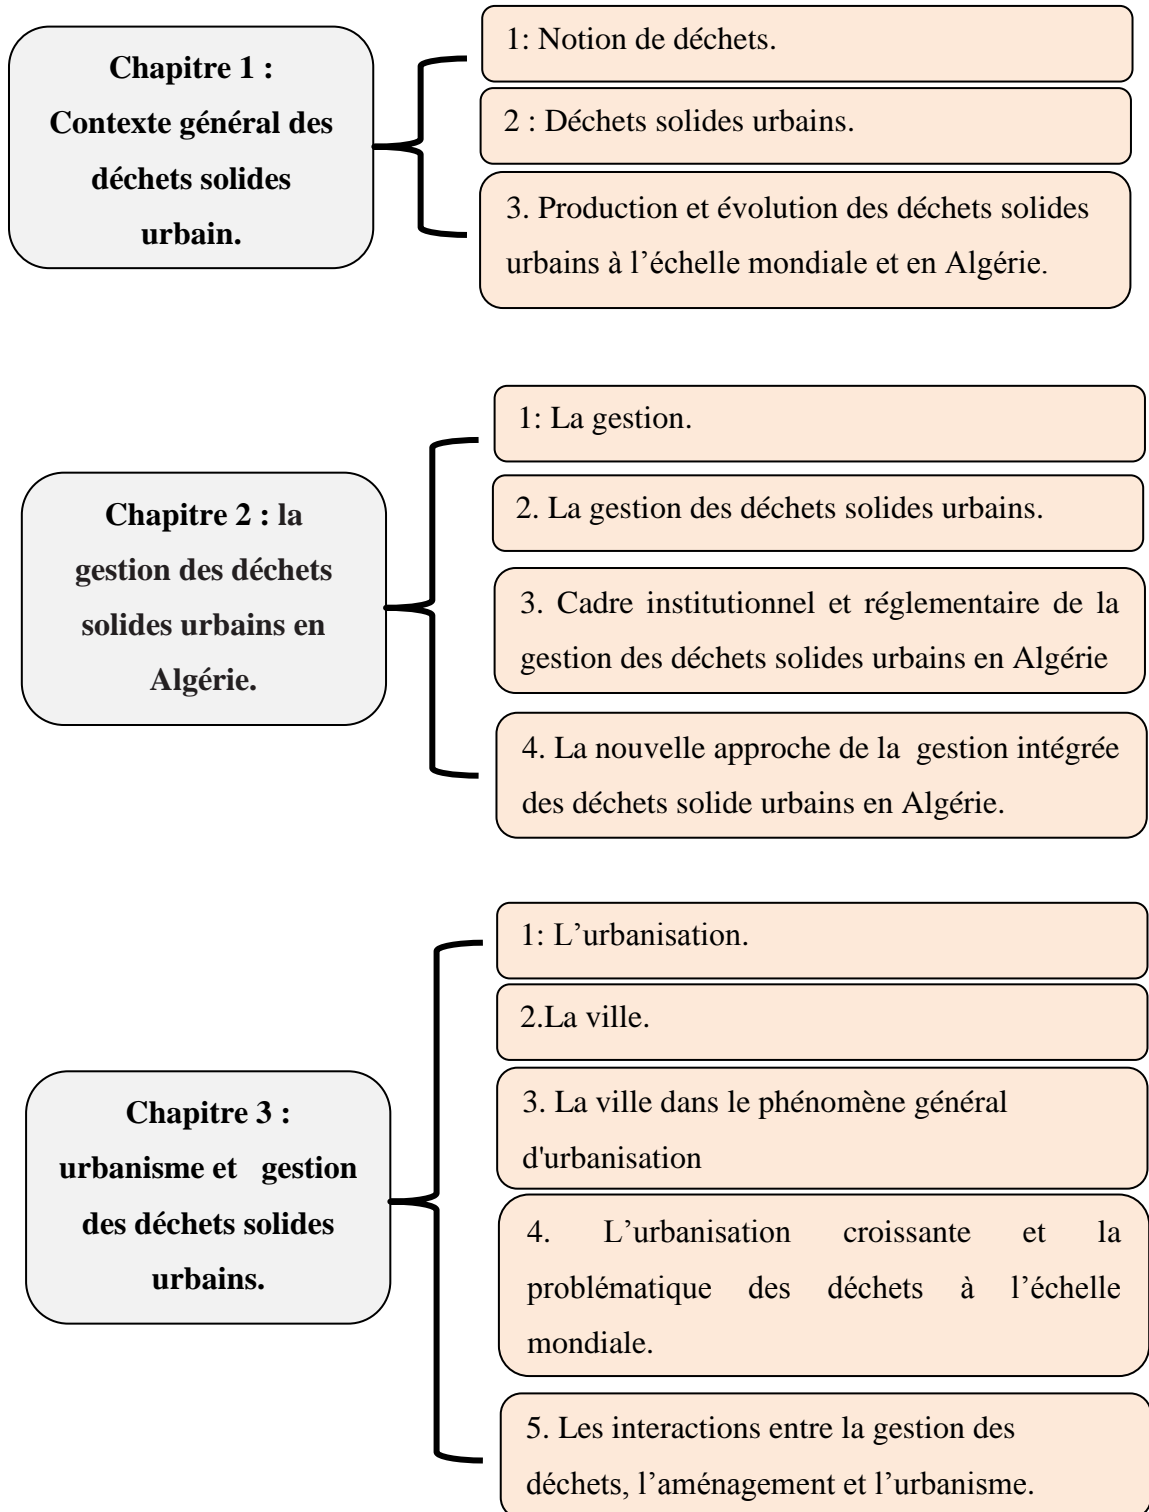 Chapitre 1 :
Contexte général des
déchets solides
urbain.
1: Notion de déchets.
2 : Déchets solides urbains.
3. Production et évolution des déchets solides
urbains à l’échelle mondiale et en Algérie.
Chapitre 2 : la
gestion des déchets
solides urbains en
Algérie.
1: La gestion.
2. La gestion des déchets solides urbains.
3. Cadre institutionnel et réglementaire de la
gestion des déchets solides urbains en Algérie
4. La nouvelle approche de la gestion intégrée
des déchets solide urbains en Algérie.
Chapitre 3 :
urbanisme et gestion
des déchets solides
urbains.
1: L’urbanisation.
2.La ville.
3. La ville dans le phénomène général
d'urbanisation
4. L’urbanisation croissante et la
problématique des déchets à l’échelle
mondiale.
5. Les interactions entre la gestion des
déchets, l’aménagement et l’urbanisme.